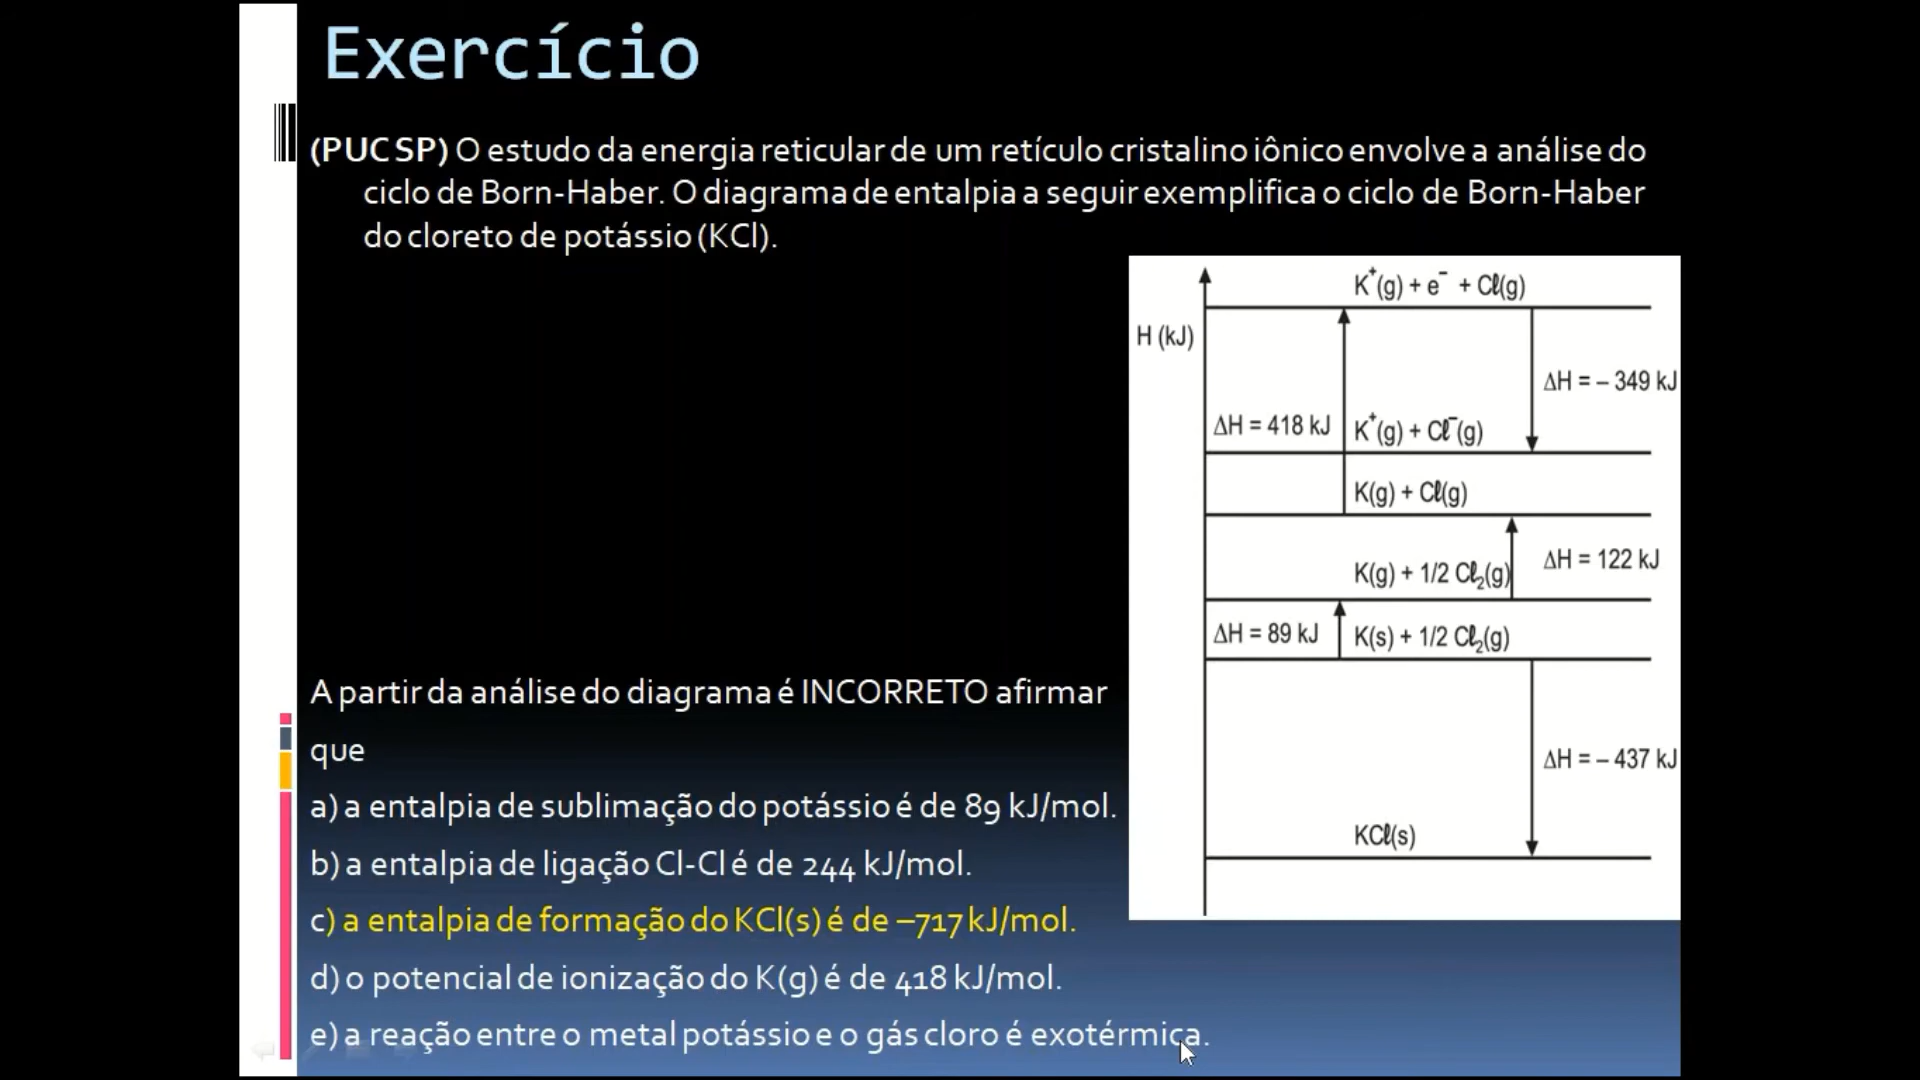 Exercício
(PUC SP) O estudo da energia reticular de um retículo cristalino iônico envolve a análise do
ciclo de Born-Haber. O diagrama de entalpia a seguir exemplifica o ciclo de Born-Haber
do cloreto de potássio (KCl).
K⁺(g) + e⁻ + Cℓ(g)
H (kJ)
ΔH = – 349 kJ
ΔH = 418 kJ
K⁺(g) + Cℓ⁻(g)
K(g) + Cℓ(g)
ΔH = 122 kJ
K(g) + 1/2 Cℓ₂(g)
ΔH = 89 kJ
K(s) + 1/2 Cℓ₂(g)
ΔH = – 437 kJ
KCℓ(s)
A partir da análise do diagrama é INCORRETO afirmar
que
a) a entalpia de sublimação do potássio é de 89 kJ/mol.
b) a entalpia de ligação Cl-Cl é de 244 kJ/mol.
c) a entalpia de formação do KCl(s) é de –717 kJ/mol.
d) o potencial de ionização do K(g) é de 418 kJ/mol.
e) a reação entre o metal potássio e o gás cloro é exotérmica.